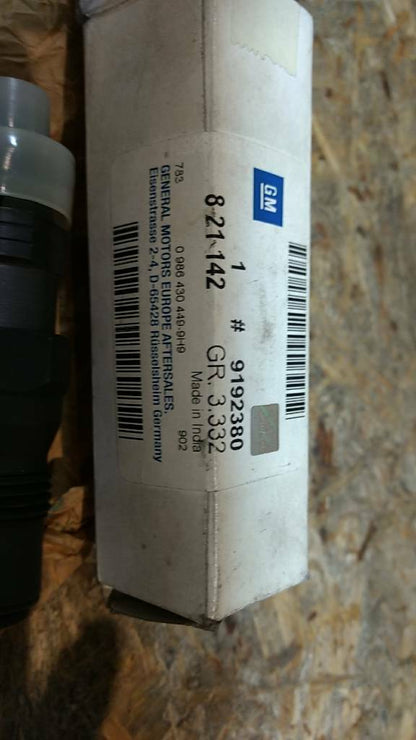 GM
1 # 9192380
8-21-142 GR. 3.332
Made in India
783 0 986 430 449-9H9 902
GENERAL MOTORS EUROPE AFTERSALES.
Eisenstrasse 2-4, D-65428 Rüsselsheim Germany